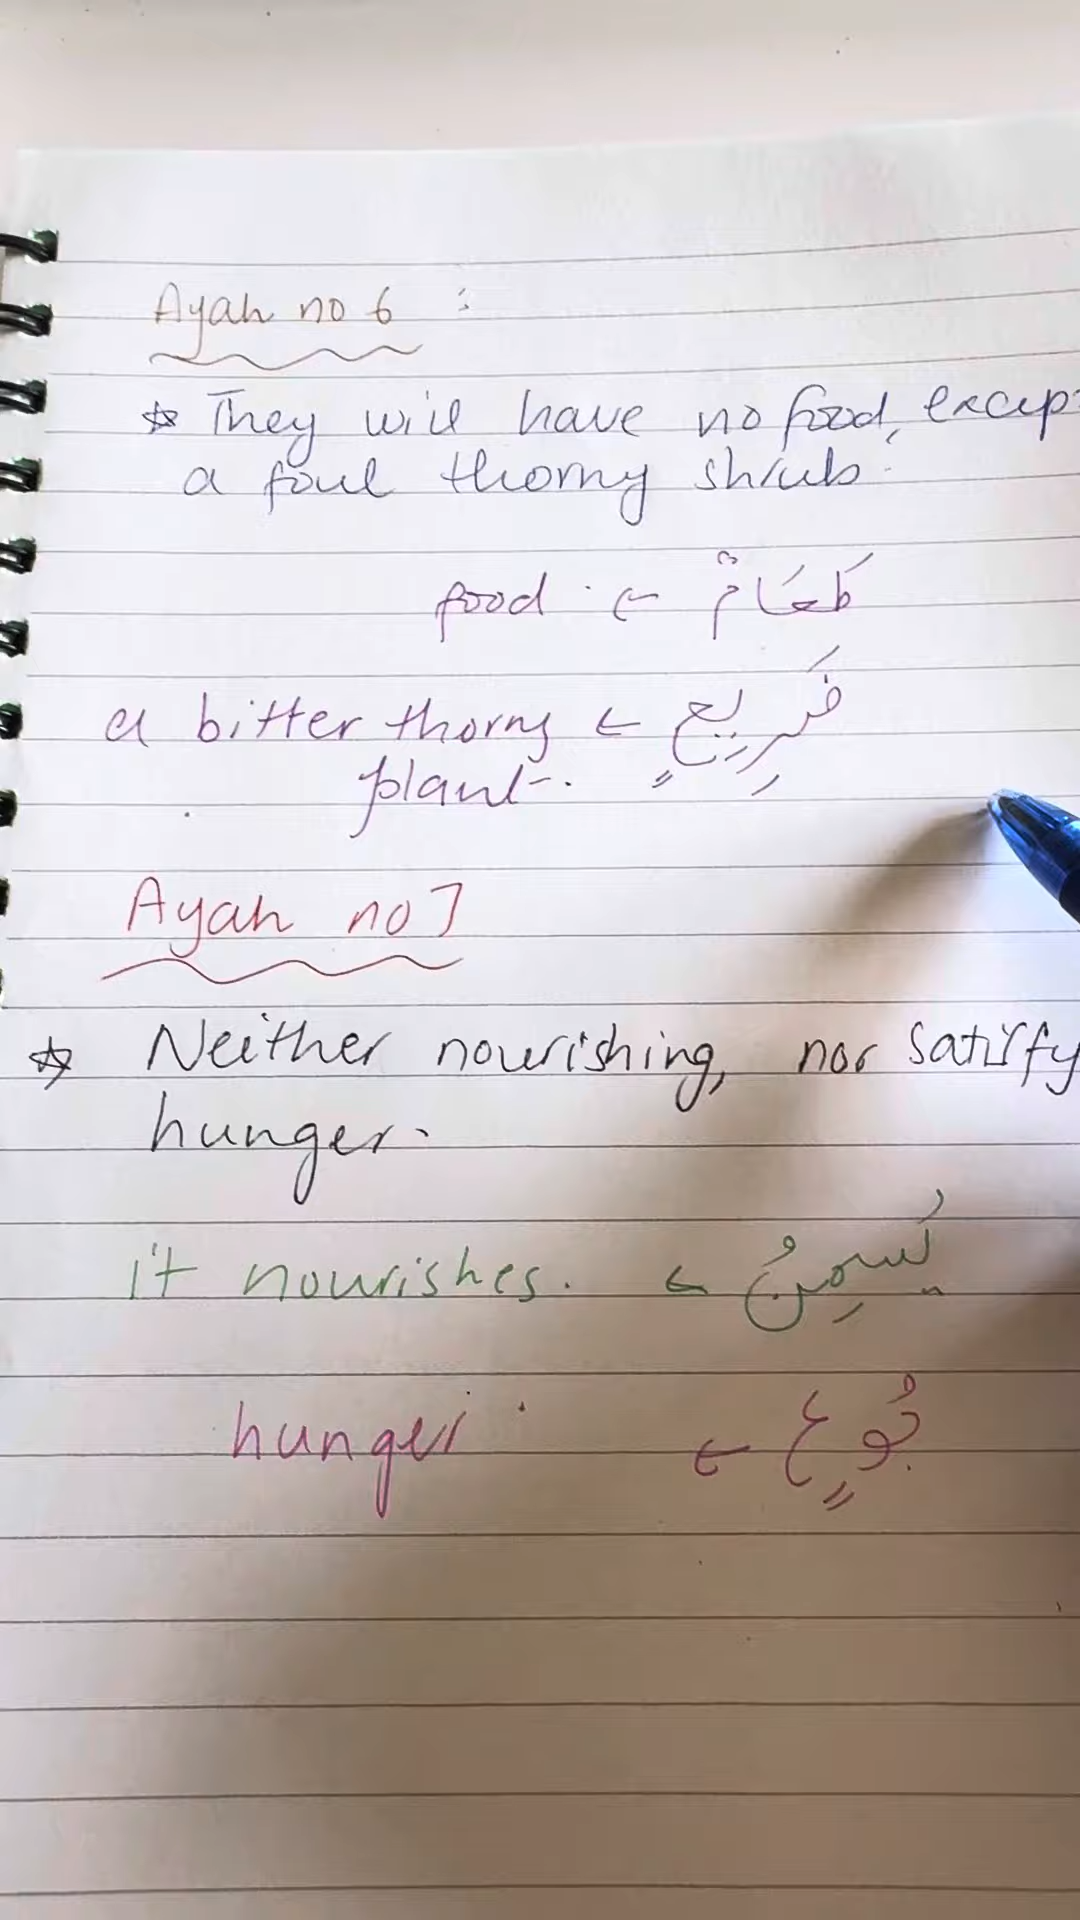 Ayah no 6 :
☆ They will have no food, excep
a foul thorny shrub.
food ← طَعَامٌ
a bitter thorny ← ضَرِيعٍ
plant.
Ayah no 7
☆ Neither nourishing, nor satisfy
hunger.
it nourishes. ← يُسمِنُ
hunger ← جُوعٍ